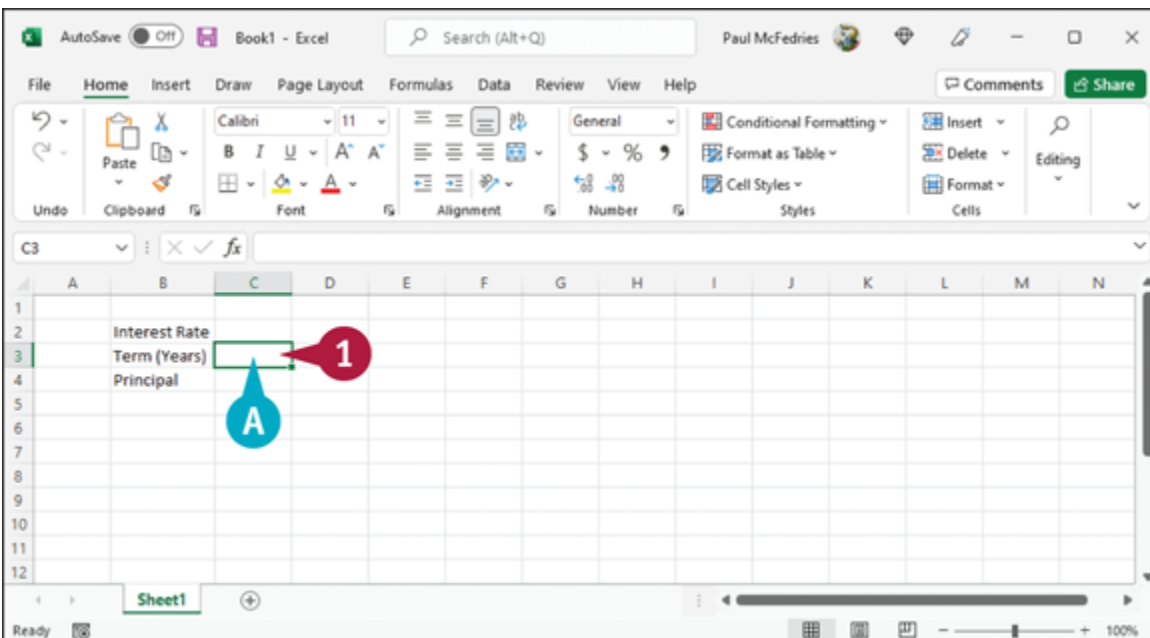 AutoSave Off Book1 - Excel Search (Alt+Q) Paul McFedries
File Home Insert Draw Page Layout Formulas Data Review View Help Comments Share
Calibri 11 General Conditional Formatting Insert
Paste B I U A A $ % 9 Format as Table Delete Editing
A Cell Styles Format
Undo Clipboard Font Alignment Number Styles Cells
C3 fx
A B C D E F G H I J K L M N
1
2 Interest Rate
3 Term (Years) 1
4 Principal
5
6 A
7
8
9
10
11
12
Sheet1
Ready 100%